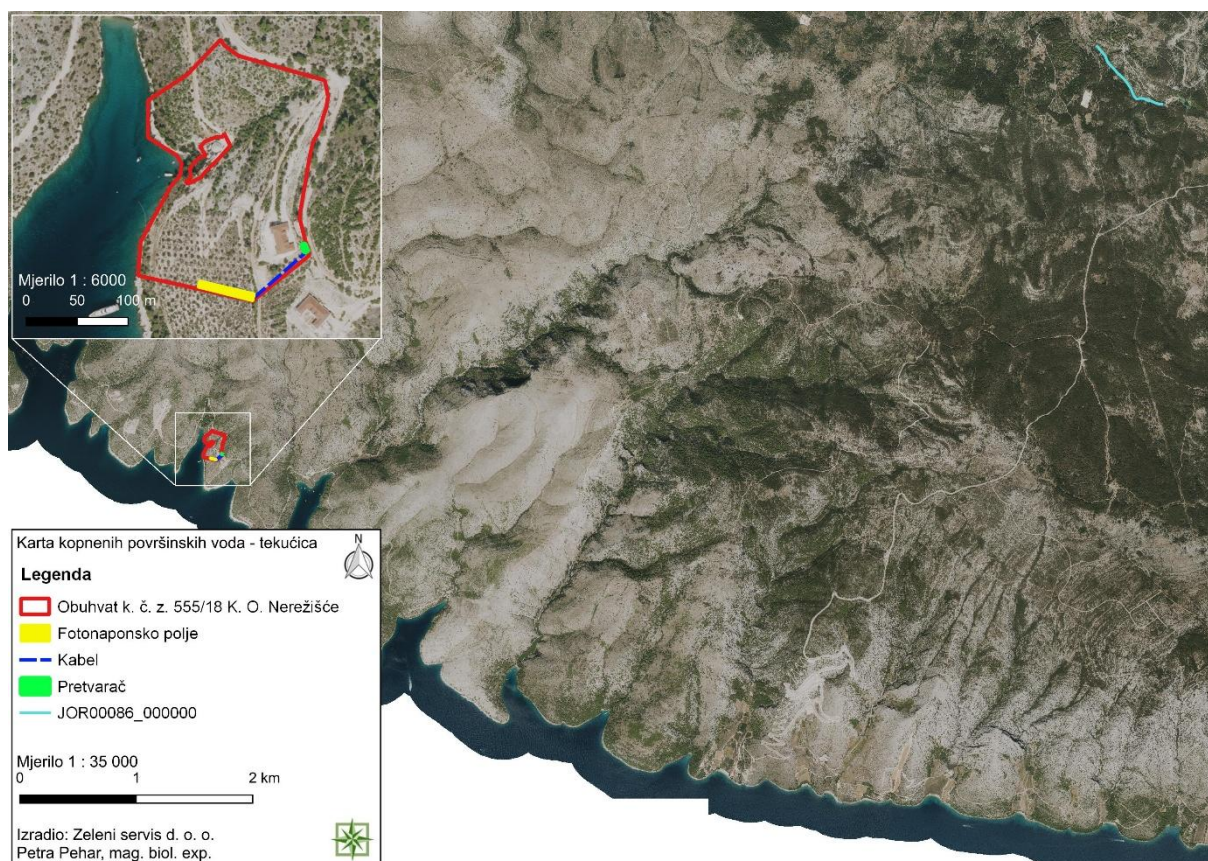 Mjerilo 1 : 6000
0 50 100 m
Karta kopnenih površinskih voda - tekućica
N
Legenda
Obuhvat k. č. z. 555/18 K. O. Nerežišće
Fotonaponsko polje
Kabel
Pretvarač
JOR00086_000000
Mjerilo 1 : 35 000
0 1 2 km
Izradio: Zeleni servis d. o. o.
Petra Pehar, mag. biol. exp.